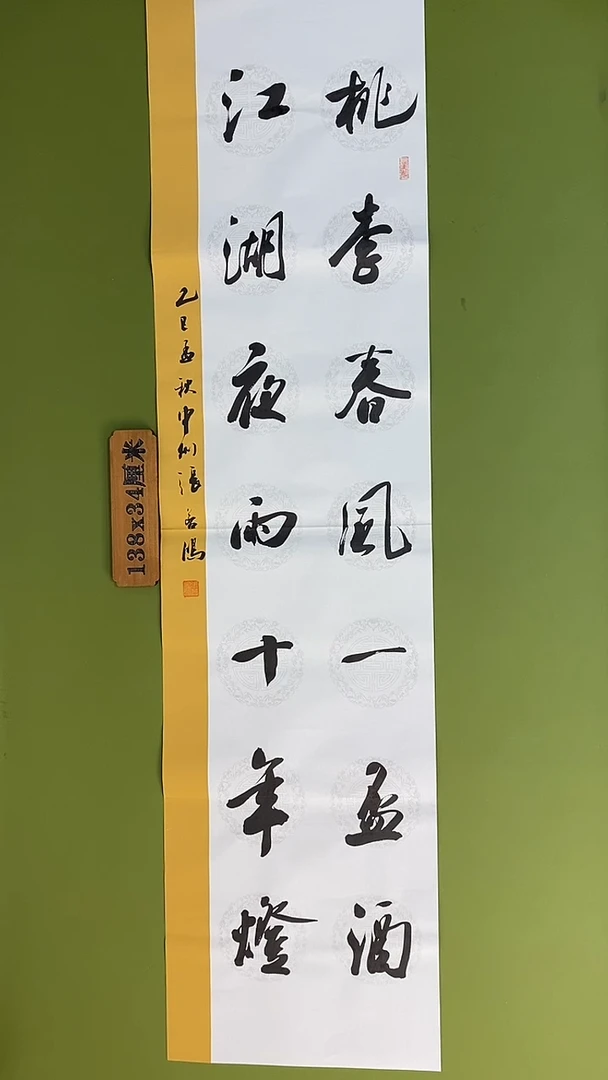 桃李春風一盃酒
江湖夜雨十年燈
乙巳孟秋中州張
138x34厘米